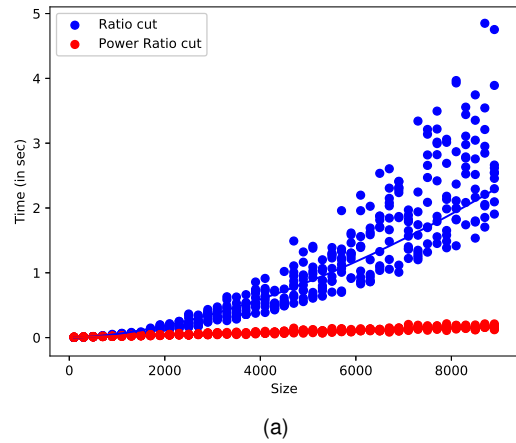 Ratio cut
Power Ratio cut
5
4
3
2
1
0
Time (in sec)
0 2000 4000 6000 8000
Size
(a)